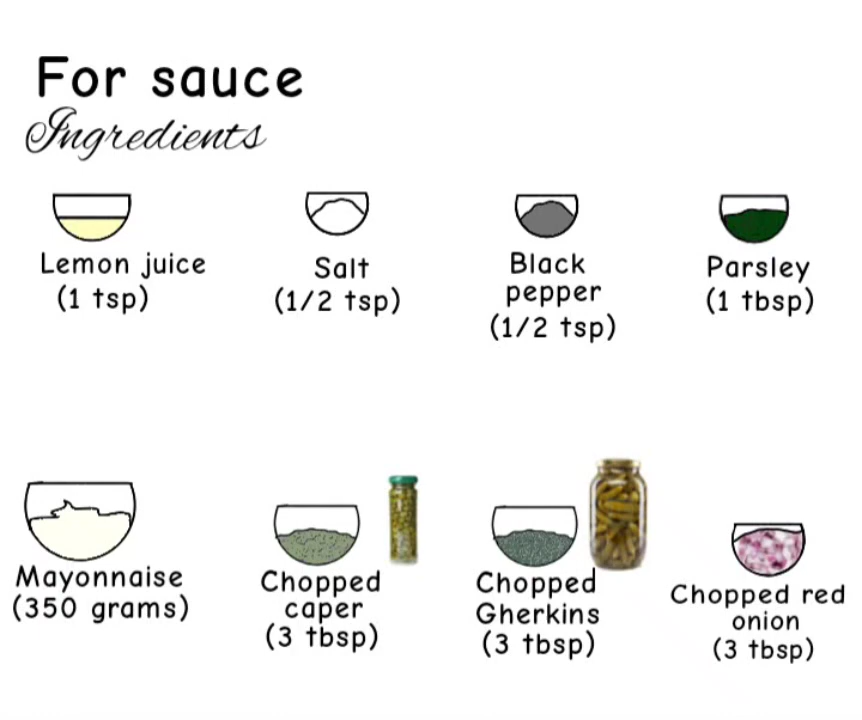 For sauce
Ingredients
Lemon juice
(1 tsp)
Salt
(1/2 tsp)
Black
pepper
(1/2 tsp)
Parsley
(1 tbsp)
Mayonnaise
(350 grams)
Chopped
caper
(3 tbsp)
Chopped
Gherkins
(3 tbsp)
Chopped red
onion
(3 tbsp)